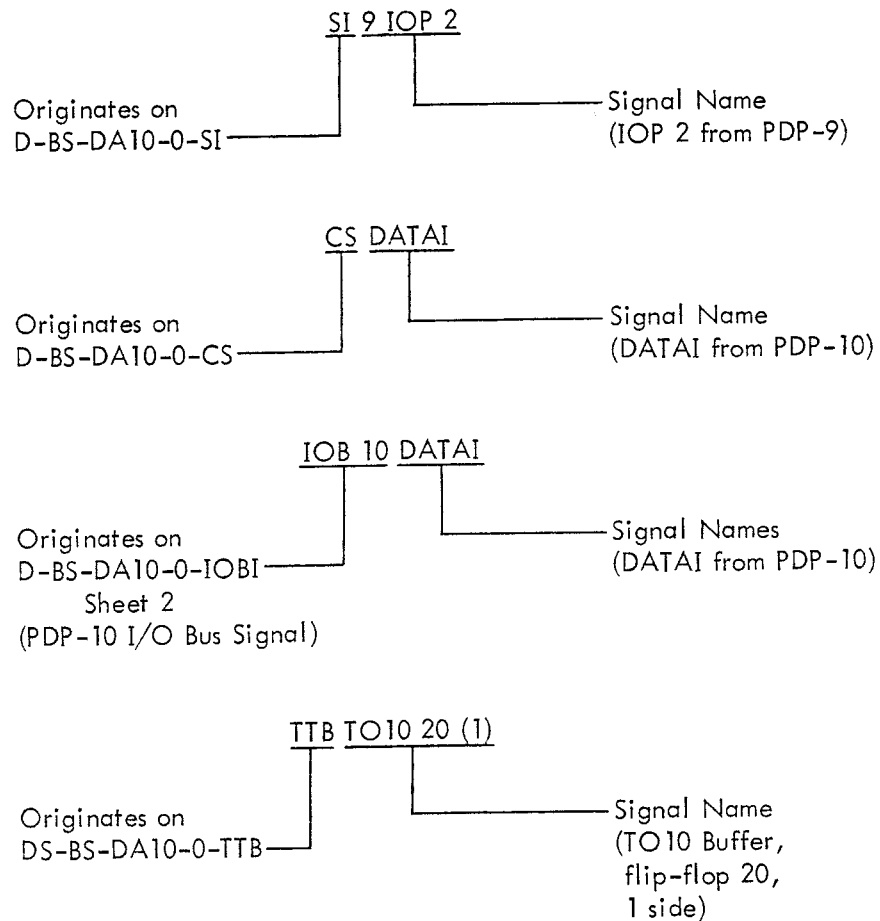 SI 9 IOP 2
Originates on
D-BS-DA10-0-SI
Signal Name
(IOP 2 from PDP-9)
CS DATAI
Originates on
D-BS-DA10-0-CS
Signal Name
(DATAI from PDP-10)
IOB 10 DATAI
Originates on
D-BS-DA10-0-IOBI
Sheet 2
(PDP-10 I/O Bus Signal)
Signal Names
(DATAI from PDP-10)
TTB TO10 20 (1)
Originates on
DS-BS-DA10-0-TTB
Signal Name
(TO10 Buffer,
flip-flop 20,
1 side)